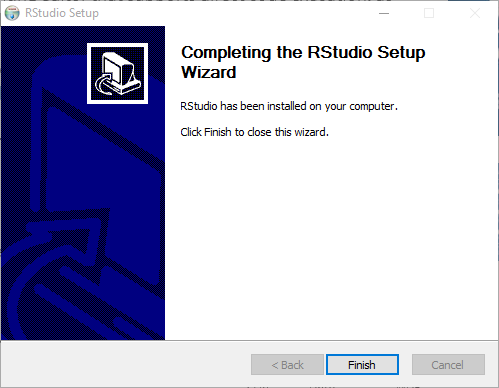 RStudio Setup
Completing the RStudio Setup
Wizard
RStudio has been installed on your computer.
Click Finish to close this wizard.
< Back
Finish
Cancel